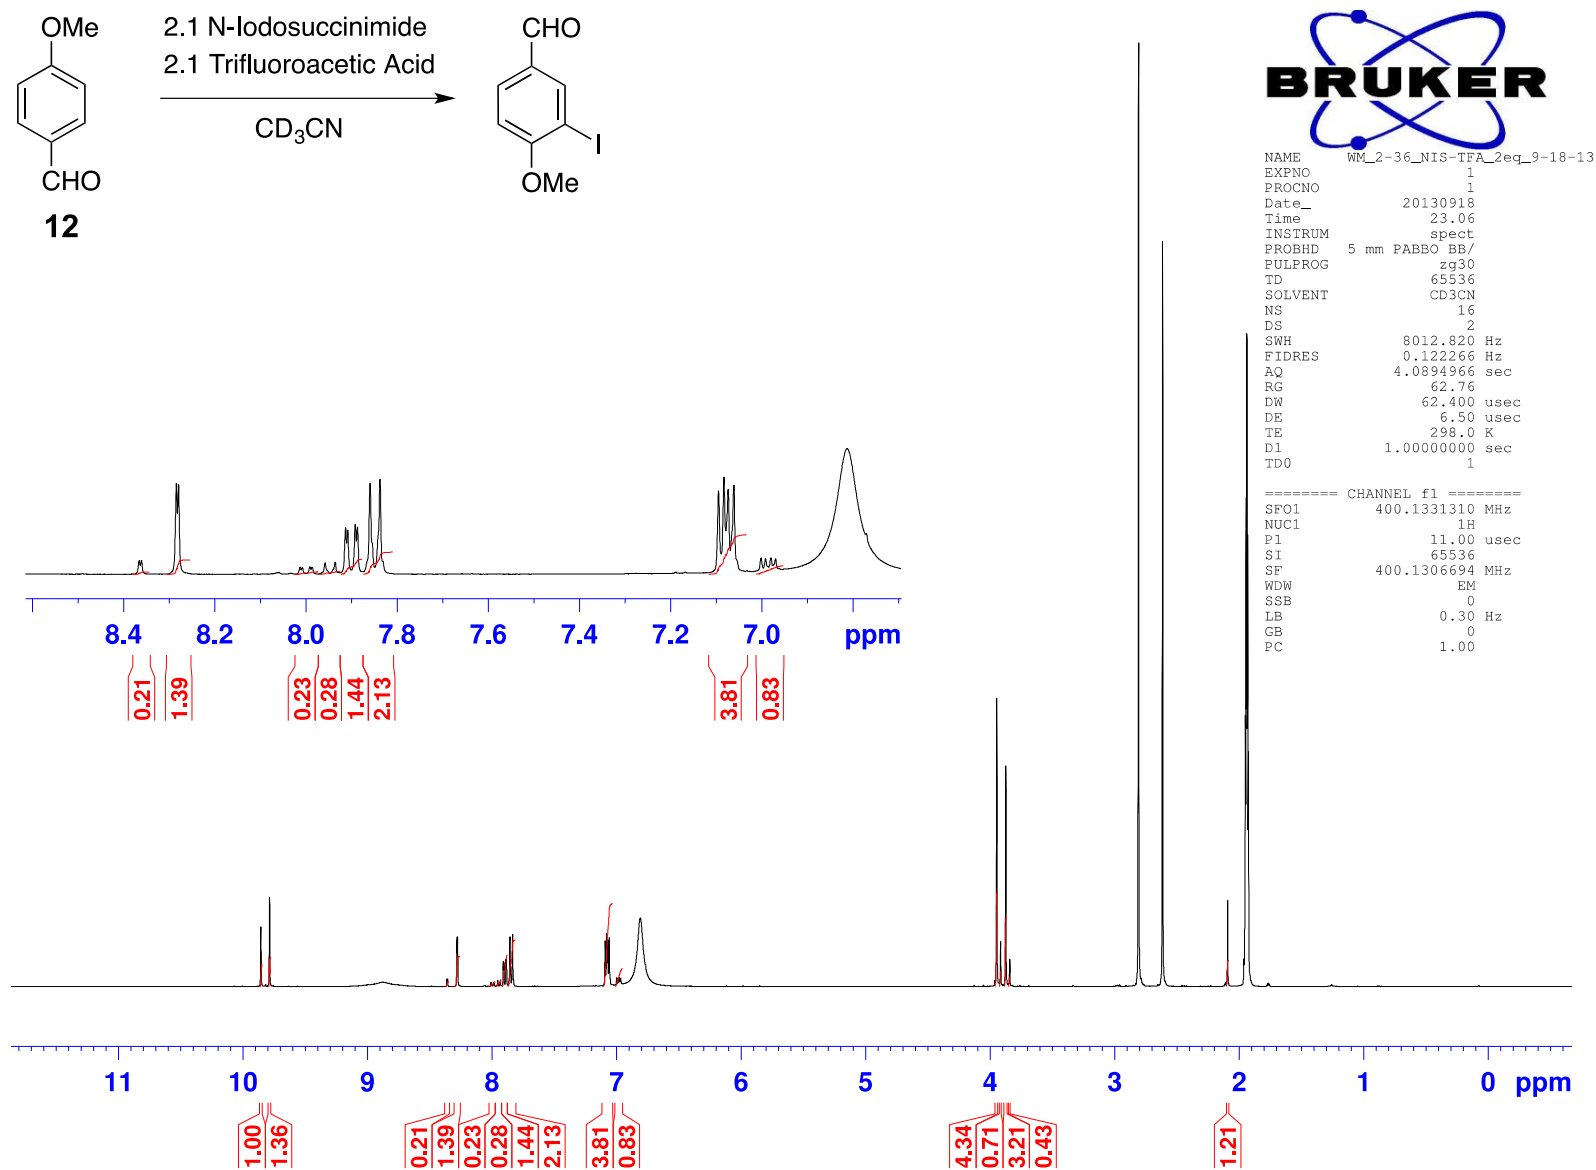 OMe
CHO
12
2.1 N-Iodosuccinimide
2.1 Trifluoroacetic Acid
CD3CN
CHO
I
OMe
BRUKER
NAME WM_2-36_NIS-TFA_2eq_9-18-13
EXPNO 1
PROCNO 1
Date_ 20130918
Time 23.06
INSTRUM spect
PROBHD 5 mm PABBO BB/
PULPROG zg30
TD 65536
SOLVENT CD3CN
NS 16
DS 2
SWH 8012.820 Hz
FIDRES 0.122266 Hz
AQ 4.0894966 sec
RG 62.76
DW 62.400 usec
DE 6.50 usec
TE 298.0 K
D1 1.00000000 sec
TD0 1
======== CHANNEL f1 ========
SFO1 400.1331310 MHz
NUC1 1H
P1 11.00 usec
SI 65536
SF 400.1306694 MHz
WDW EM
SSB 0
LB 0.30 Hz
GB 0
PC 1.00
8.4 8.2 8.0 7.8 7.6 7.4 7.2 7.0 ppm
0.21 1.39 0.23 0.28 1.44 2.13 3.81 0.83
11 10 9 8 7 6 5 4 3 2 1 0 ppm
1.00 1.36 0.21 1.39 0.23 0.28 1.44 2.13 3.81 0.83 4.34 0.71 3.21 0.43 1.21